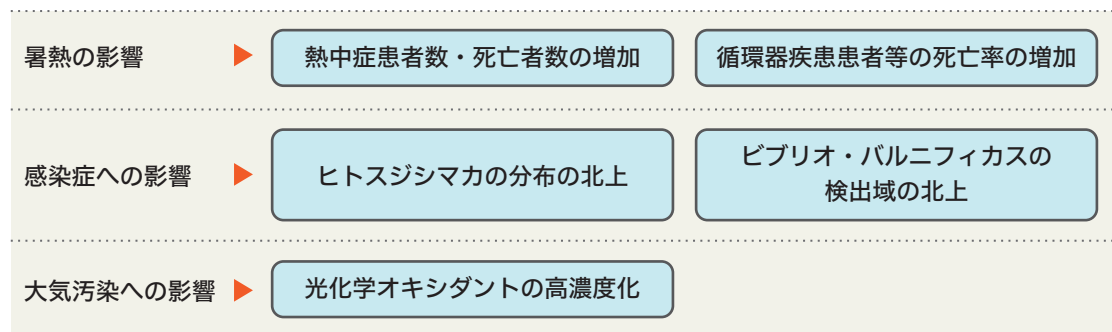 暑熱の影響
熱中症患者数・死亡者数の増加
循環器疾患患者等の死亡率の増加
感染症への影響
ヒトスジシマカの分布の北上
ビブリオ・バルニフィカスの
検出域の北上
大気汚染への影響
光化学オキシダントの高濃度化